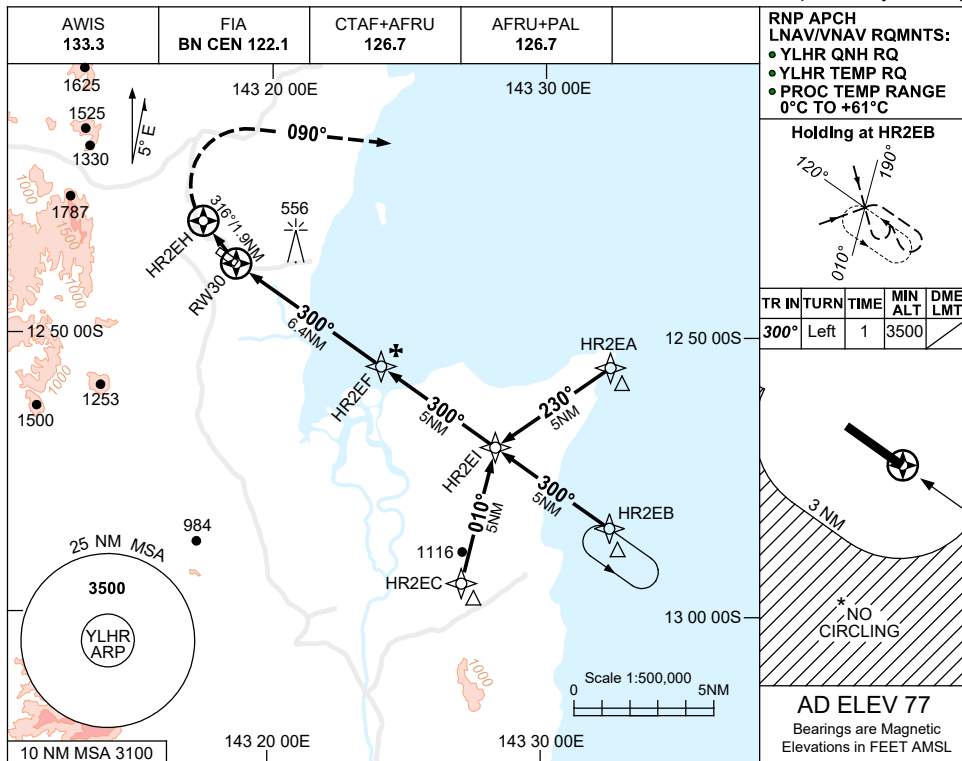 AWIS
133.3
FIA
BN CEN 122.1
CTAF+AFRU
126.7
AFRU+PAL
126.7
RNP APCH
LNAV/VNAV RQMNTS:
• YLHR QNH RQ
• YLHR TEMP RQ
• PROC TEMP RANGE
0°C TO +61°C
143 20 00E
143 30 00E
1625
1525
1330
5° E
090°
1000
1787
1500
1000
316°/1.9NM
556
HR2EH
RW30
Holding at HR2EB
120°
190°
010°
TR IN TURN TIME MIN ALT DME LMT
300° Left 1 3500
12 50 00S
12 50 00S
300°
6.4NM
HR2EA
HR2EF
1000
1253
1500
300°
5NM
230°
5NM
HR2EI
300°
5NM
010°
5NM
HR2EB
3 NM
984
25 NM MSA
3500
YLHR
ARP
1116
HR2EC
13 00 00S
*NO
CIRCLING
1000
Scale 1:500,000
0 5NM
AD ELEV 77
Bearings are Magnetic
Elevations in FEET AMSL
10 NM MSA 3100
143 20 00E
143 30 00E